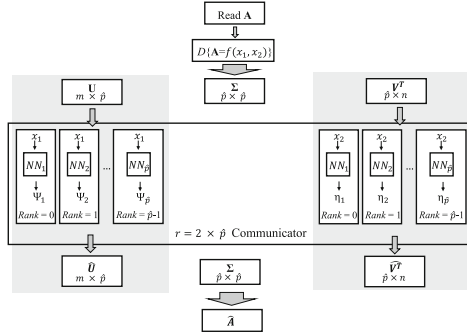 Read A
D{A=f(x₁, x₂)}
U
m × p̂
Σ
p̂ × p̂
Vᵀ
p̂ × n
x₁ x₁ x₁
NN₁ NN₂ ... NNₚ̂
Ψ₁ Ψ₂ Ψₚ̂
Rank = 0 Rank = 1 Rank = p̂-1
x₂ x₂ x₂
NN₁ NN₂ ... NNₚ̂
η₁ η₂ ηₚ̂
Rank = 0 Rank = 1 Rank = p̂-1
r = 2 × p̂ Communicator
Û
m × p̂
Σ
p̂ × p̂
V̂ᵀ
p̂ × n
Â